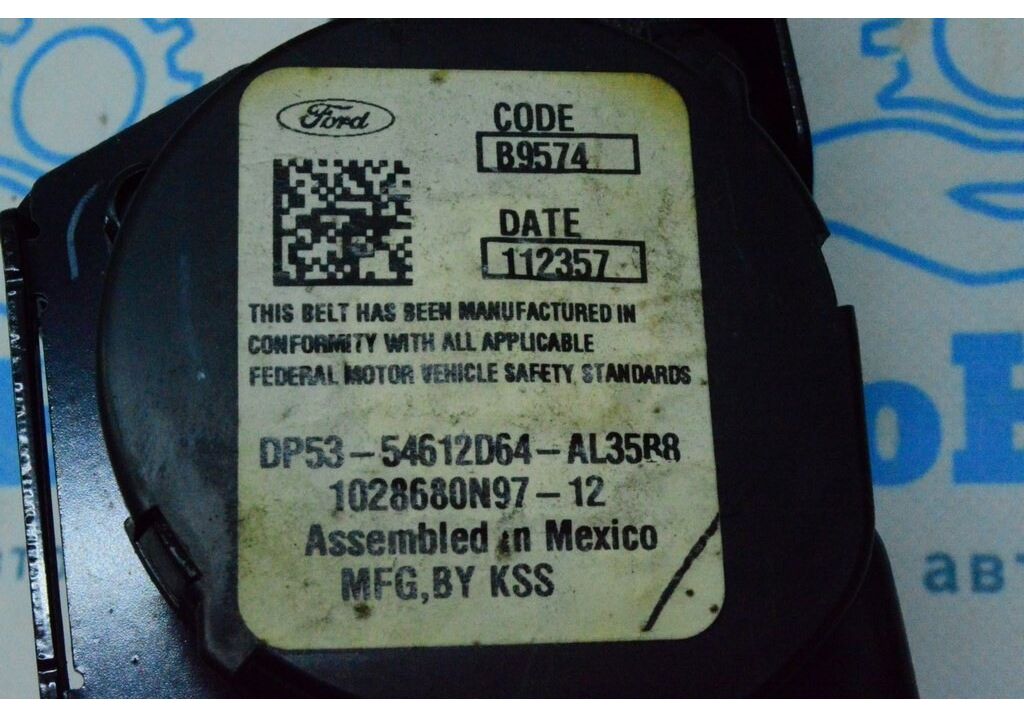 Ford
CODE
B9574
DATE
112357
THIS BELT HAS BEEN MANUFACTURED IN
CONFORMITY WITH ALL APPLICABLE
FEDERAL MOTOR VEHICLE SAFETY STANDARDS
DP53-54612D64-AL35B8
1028680N97-12
Assembled in Mexico
MFG,BY KSS